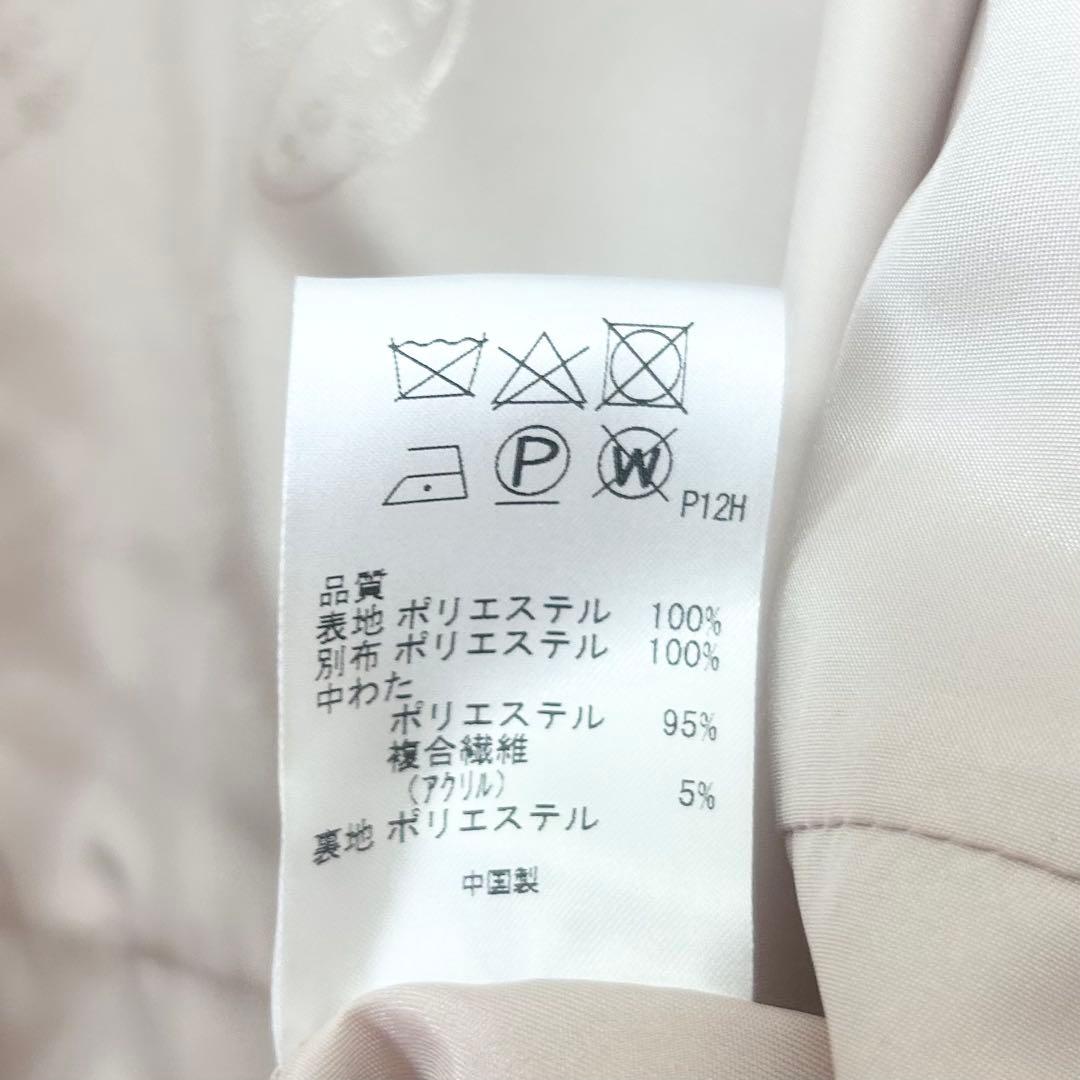 P
W
P12H
品質
表地 ポリエステル 100%
別布 ポリエステル 100%
中わた
ポリエステル 95%
複合繊維
(アクリル) 5%
裏地 ポリエステル
中国製